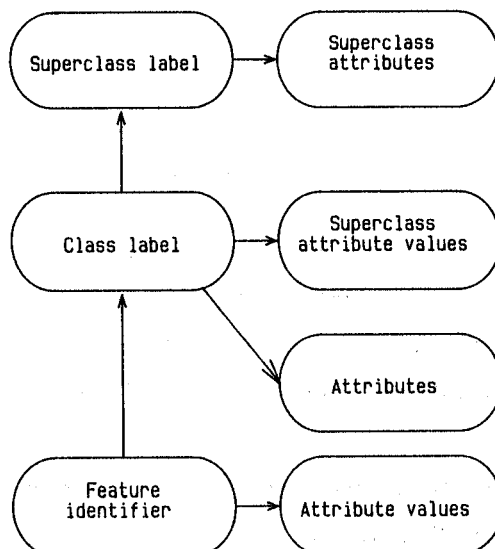 Superclass label
Superclass
attributes
Class label
Superclass
attribute values
Attributes
Feature
identifier
Attribute values